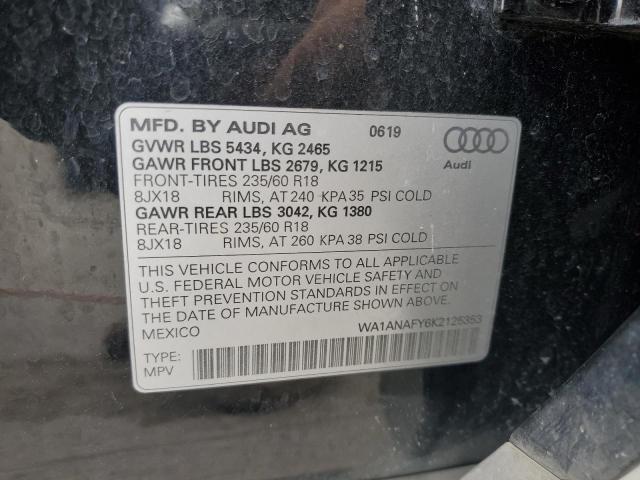 MFD. BY AUDI AG 0619
GVWR LBS 5434, KG 2465
GAWR FRONT LBS 2679, KG 1215
FRONT-TIRES 235/60 R18
8JX18 RIMS, AT 240 KPA 35 PSI COLD
GAWR REAR LBS 3042, KG 1380
REAR-TIRES 235/60 R18
8JX18 RIMS, AT 260 KPA 38 PSI COLD
Audi
THIS VEHICLE CONFORMS TO ALL APPLICABLE
U.S. FEDERAL MOTOR VEHICLE SAFETY AND
THEFT PREVENTION STANDARDS IN EFFECT ON
THE DATE OF MANUFACTURE SHOWN ABOVE.
MEXICO WA1ANAFY6K2125353
TYPE:
MPV